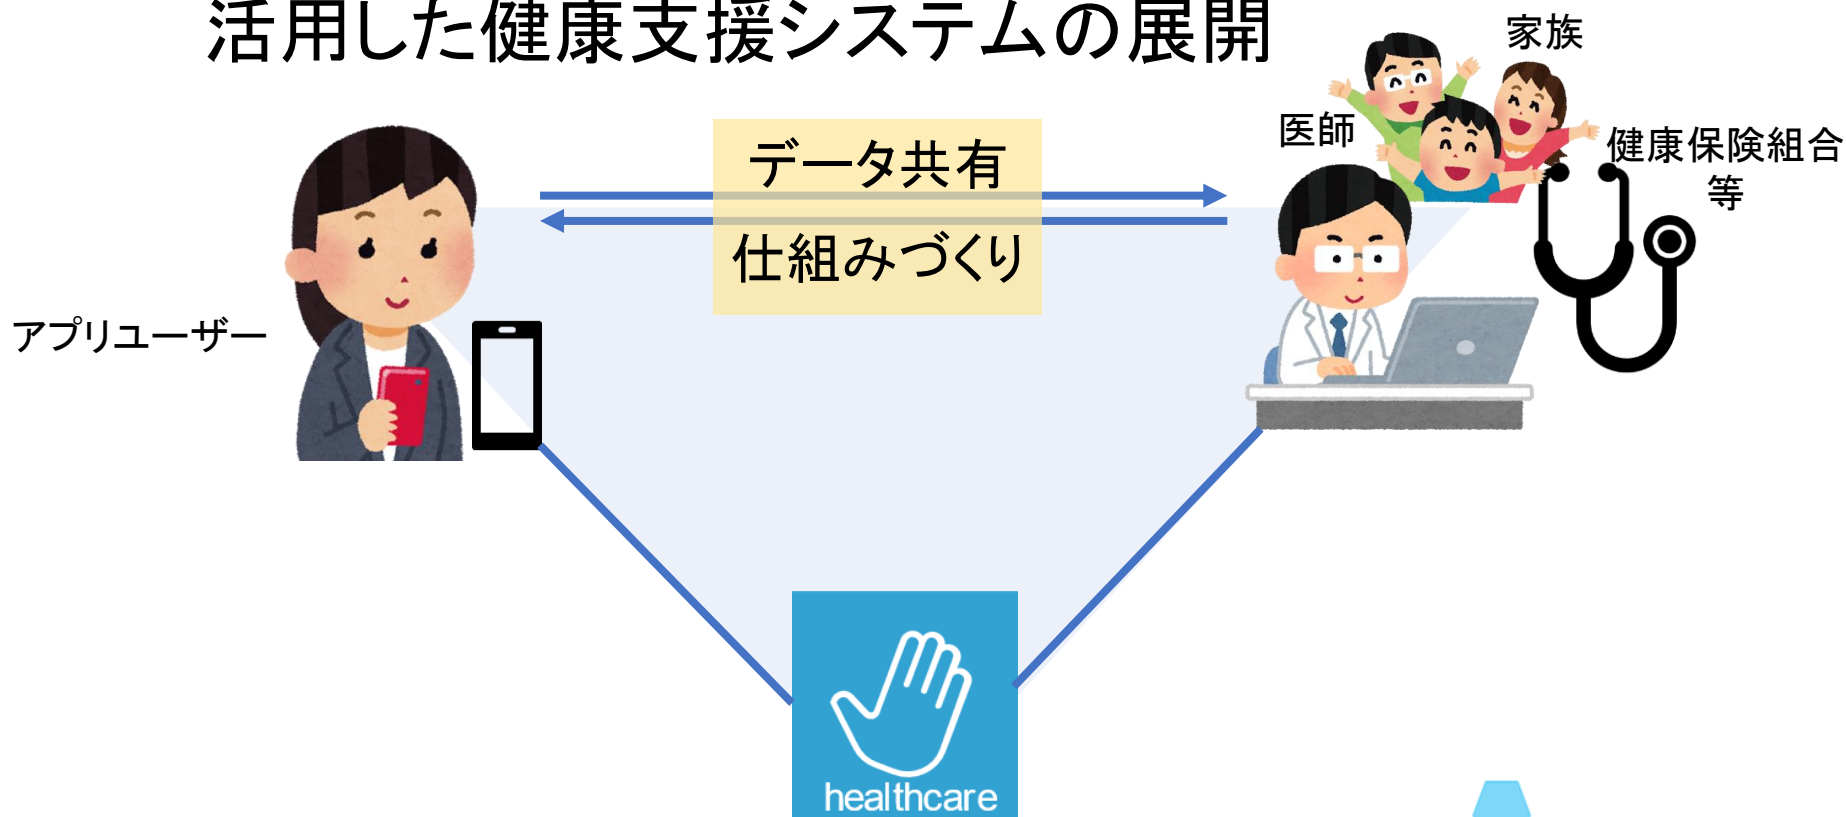 活用した健康支援システムの展開
家族
医師
健康保険組合
等
データ共有
仕組みづくり
アプリユーザー
healthcare